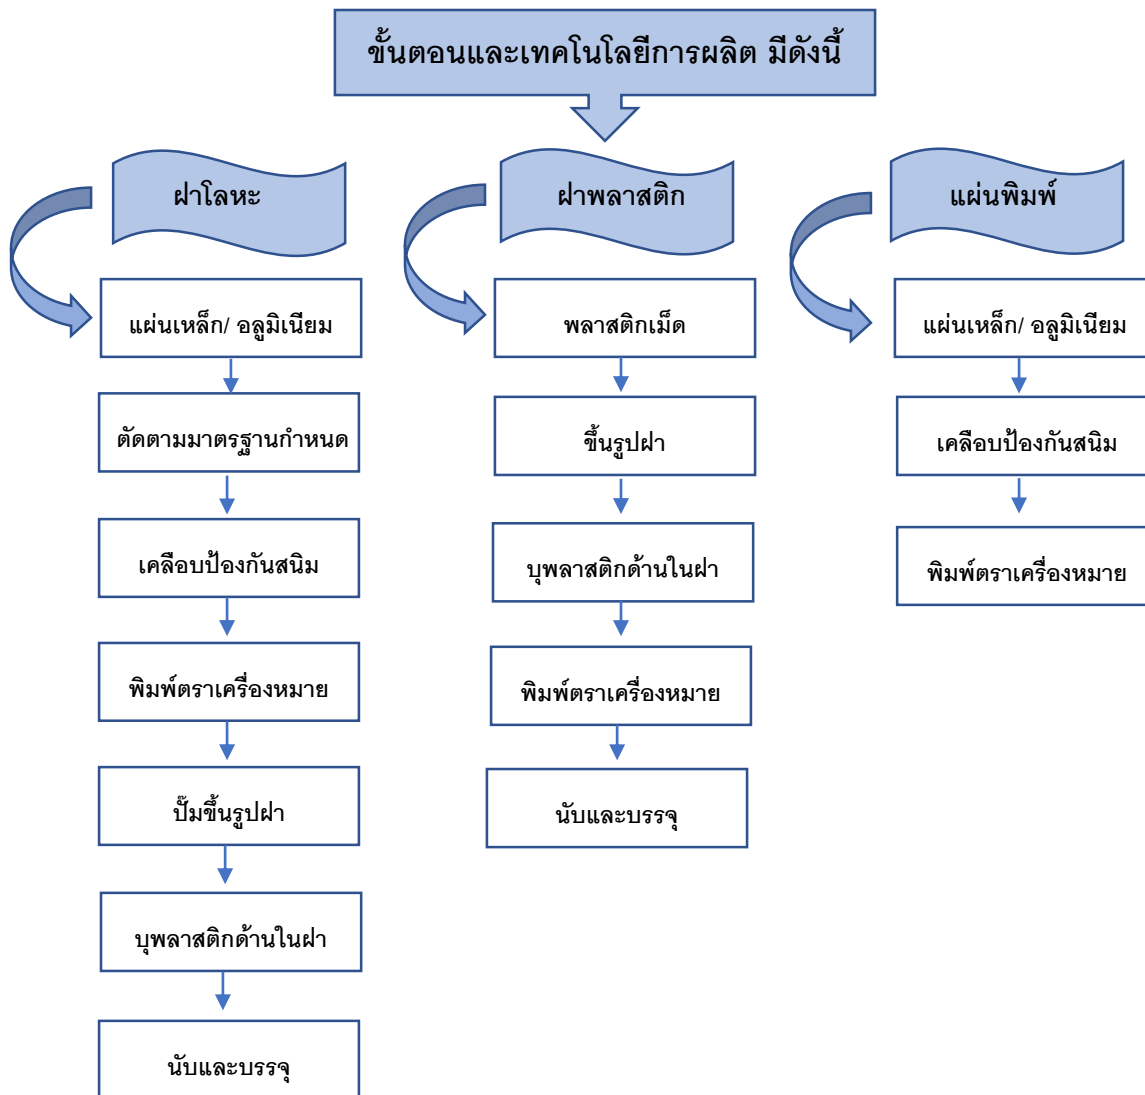 ขั้นตอนและเทคโนโลยีการผลิต มีดังนี้
ฝาโลหะ
แผ่นเหล็ก/ อลูมิเนียม
ตัดตามมาตรฐานกำหนด
เคลือบป้องกันสนิม
พิมพ์ตราเครื่องหมาย
ปั๊มขึ้นรูปฝา
บุพลาสติกด้านในฝา
นับและบรรจุ
ฝาพลาสติก
พลาสติกเม็ด
ขึ้นรูปฝา
บุพลาสติกด้านในฝา
พิมพ์ตราเครื่องหมาย
นับและบรรจุ
แผ่นพิมพ์
แผ่นเหล็ก/ อลูมิเนียม
เคลือบป้องกันสนิม
พิมพ์ตราเครื่องหมาย